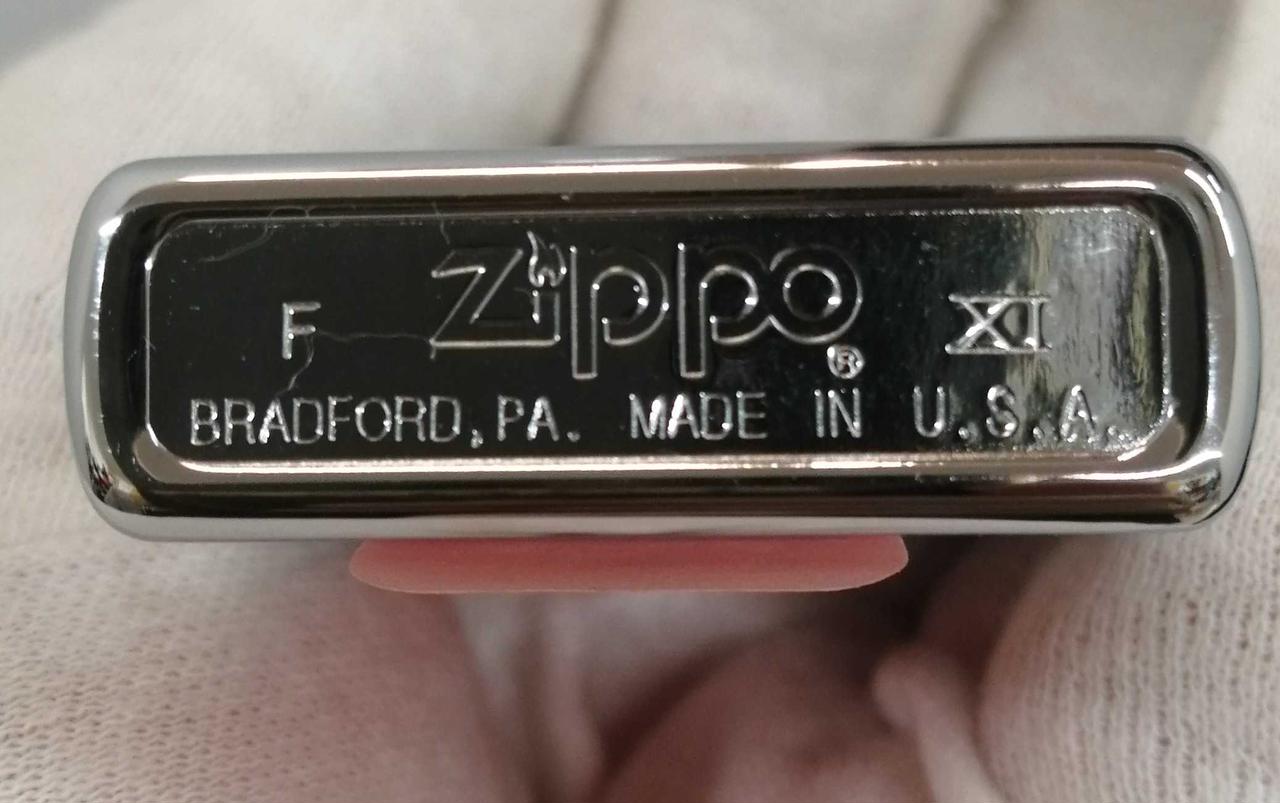 F Zippo ® XI
BRADFORD, PA. MADE IN U.S.A.